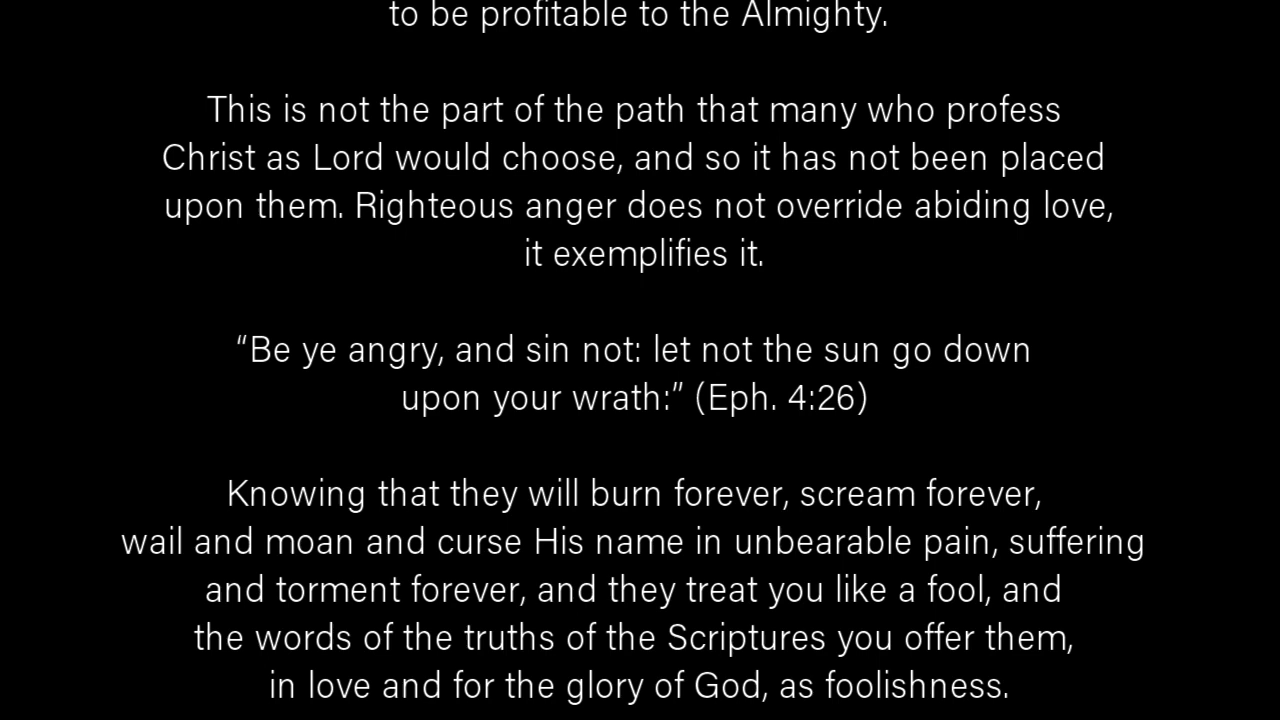 to be profitable to the Almighty.
This is not the part of the path that many who profess
Christ as Lord would choose, and so it has not been placed
upon them. Righteous anger does not override abiding love,
it exemplifies it.
“Be ye angry, and sin not: let not the sun go down
upon your wrath:” (Eph. 4:26)
Knowing that they will burn forever, scream forever,
wail and moan and curse His name in unbearable pain, suffering
and torment forever, and they treat you like a fool, and
the words of the truths of the Scriptures you offer them,
in love and for the glory of God, as foolishness.